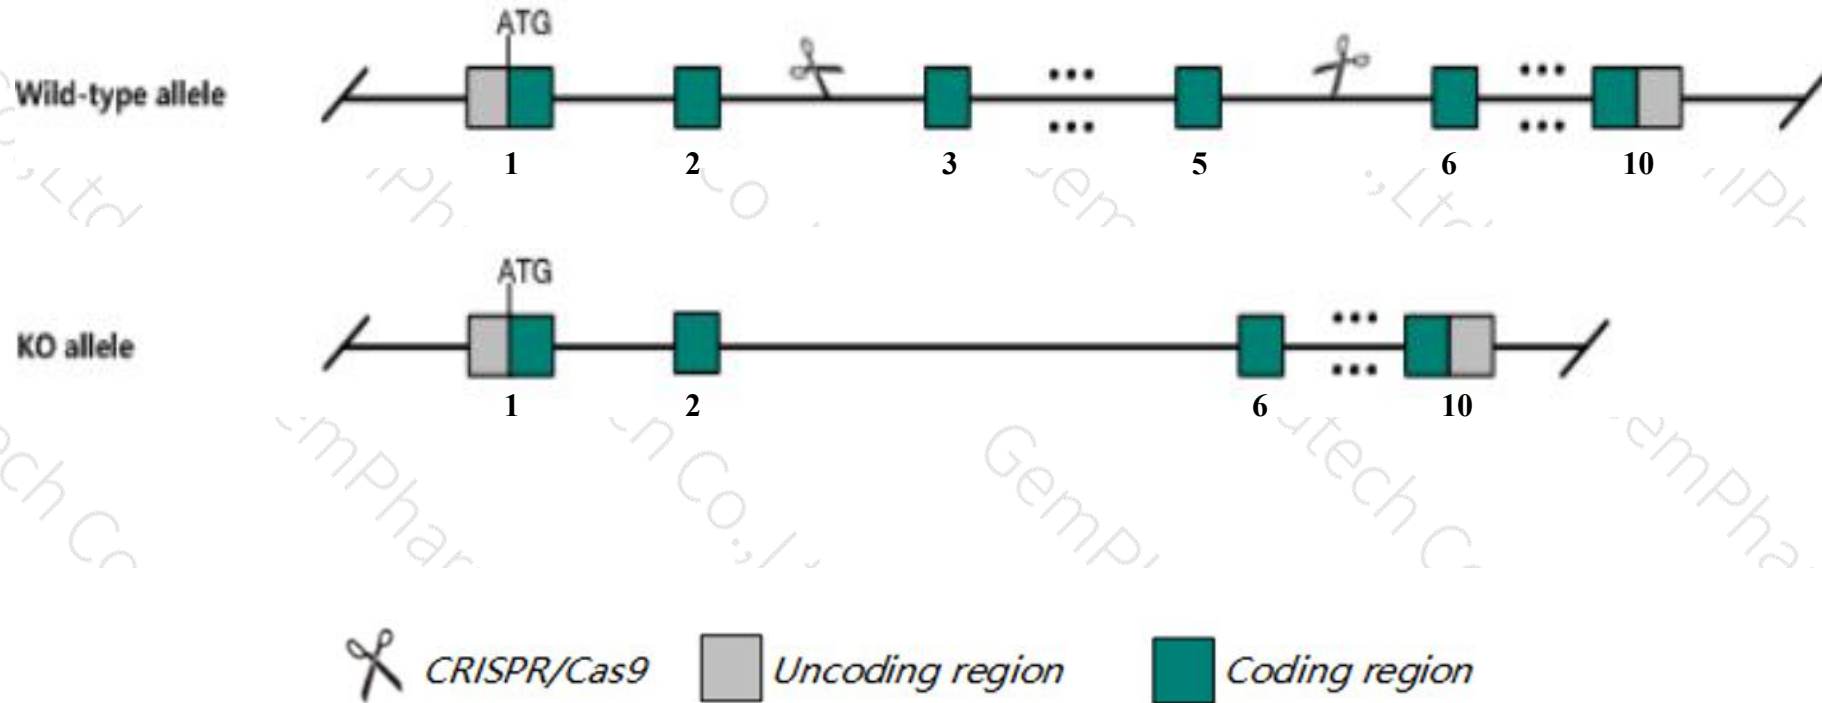 ATG
Wild-type allele
1 2 3 5 6 10
ATG
KO allele
1 2 6 10
GemPh
CRISPR/Cas9 Uncoding region Coding region